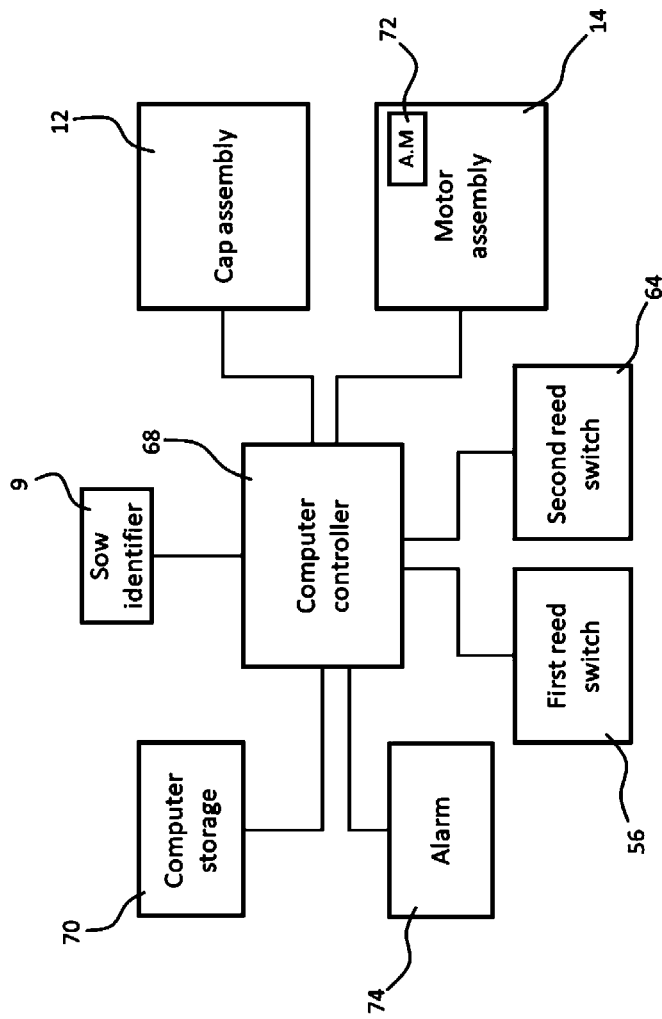 9
12
70
Sow
identifier
68
Computer
storage
Cap assembly
Computer
controller
74
72
A.M
Alarm
Motor
assembly
14
First reed
switch
Second reed
switch
56
64